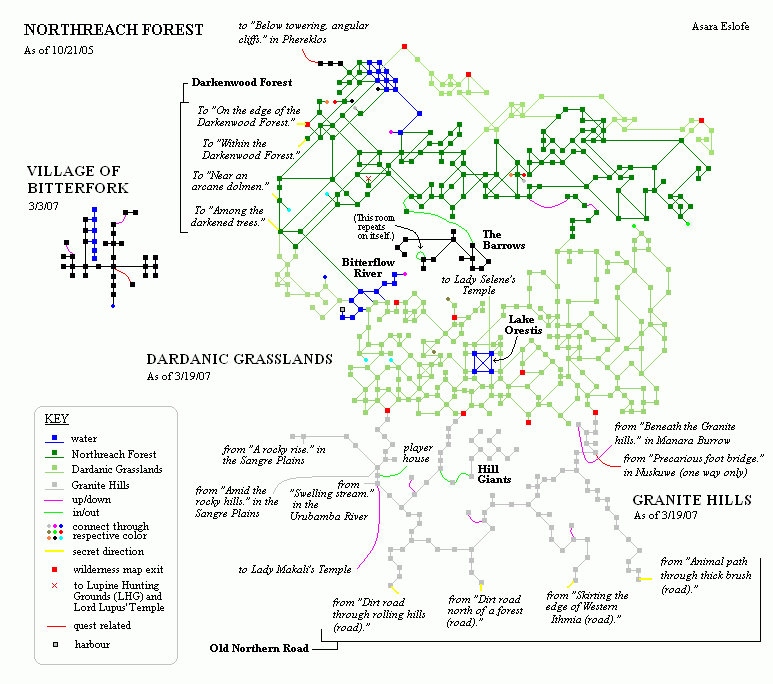 NORTHREACH FOREST
As of 10/21/05
to "Below towering, angular
cliffs." in Phereklos
Asara Eslofe
Darkenwood Forest
To "On the edge of the
Darkenwood Forest."
To "Within the
Darkenwood Forest."
To "Near an
arcane dolmen."
To "Among the
darkened trees."
VILLAGE OF
BITTERFORK
3/3/07
(This room
repeats
on itself.)
The
Barrows
Bitterflow
River
to Lady Selene's
Temple
Lake
Orestis
DARDANIC GRASSLANDS
As of 3/19/07
KEY
water
Northreach Forest
Dardanic Grasslands
Granite Hills
up/down
in/out
connect through
respective color
secret direction
wilderness map exit
to Lupine Hunting
Grounds (LHG) and
Lord Lupus' Temple
quest related
harbour
from "A rocky rise." in
the Sangre Plains
player
house
from "Amid the
rocky hills." in the
Sangre Plains
from
"Swelling stream."
in the
Urubamba River
Hill
Giants
from "Beneath the Granite
hills." in Manara Burrow
from "Precarious foot bridge."
in Nuskuwe (one way only)
GRANITE HILLS
As of 3/19/07
to Lady Makali's Temple
from "Dirt road
through rolling hills
(road)."
from "Dirt road
north of a forest
(road)."
from "Skirting the
edge of Western
Ithmia (road)."
from "Animal path
through thick brush
(road)."
Old Northern Road